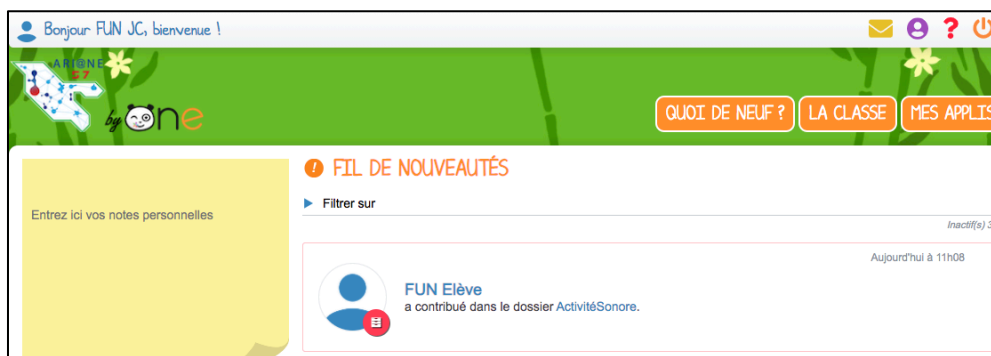 Bonjour FUN JC, bienvenue !
ARI@NE
57
by One
QUOI DE NEUF ?
LA CLASSE
MES APPLIS
FIL DE NOUVEAUTÉS
Entrez ici vos notes personnelles
Filtrer sur
Inactif(s) 3
Aujourd'hui à 11h08
FUN Elève
a contribué dans le dossier ActivitéSonore.